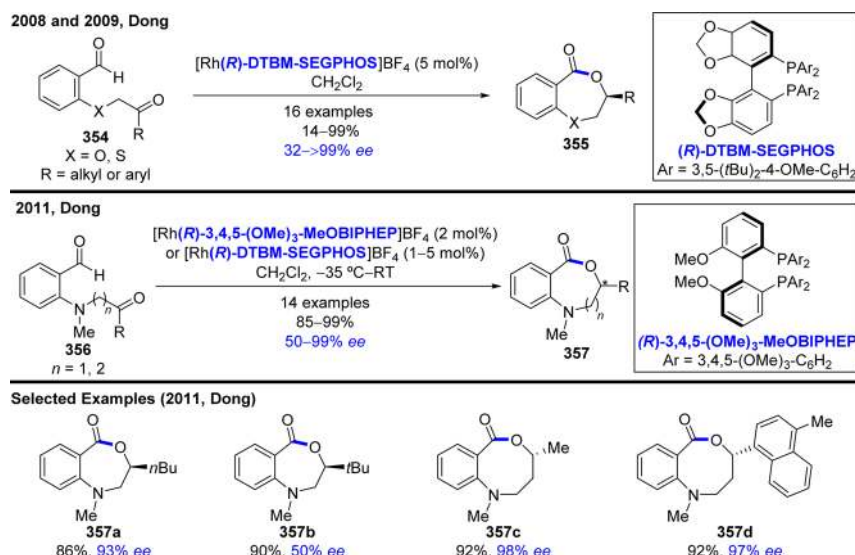 2008 and 2009, Dong
O
H
O
X
R
354
X = O, S
R = alkyl or aryl
[Rh(R)-DTBM-SEGPHOS]BF4 (5 mol%)
CH2Cl2
16 examples
14–99%
32–>99% ee
O
O
R
X
355
O
O
PAr2
O
PAr2
O
(R)-DTBM-SEGPHOS
Ar = 3,5-(tBu)2-4-OMe-C6H2
2011, Dong
O
H
O
N
( )n
Me
R
356
n = 1, 2
[Rh(R)-3,4,5-(OMe)3-MeOBIPHEP]BF4 (2 mol%)
or [Rh(R)-DTBM-SEGPHOS]BF4 (1–5 mol%)
CH2Cl2, –35 ºC–RT
14 examples
85–99%
50–99% ee
O
O
*
R
N
( )n
Me
357
MeO
PAr2
MeO
PAr2
(R)-3,4,5-(OMe)3-MeOBIPHEP
Ar = 3,4,5-(OMe)3-C6H2
Selected Examples (2011, Dong)
O
O
nBu
N
Me
357a
86%, 93% ee
O
O
tBu
N
Me
357b
90%, 50% ee
O
O
Me
N
Me
357c
92%, 98% ee
O
O
Me
N
Me
357d
92%, 97% ee